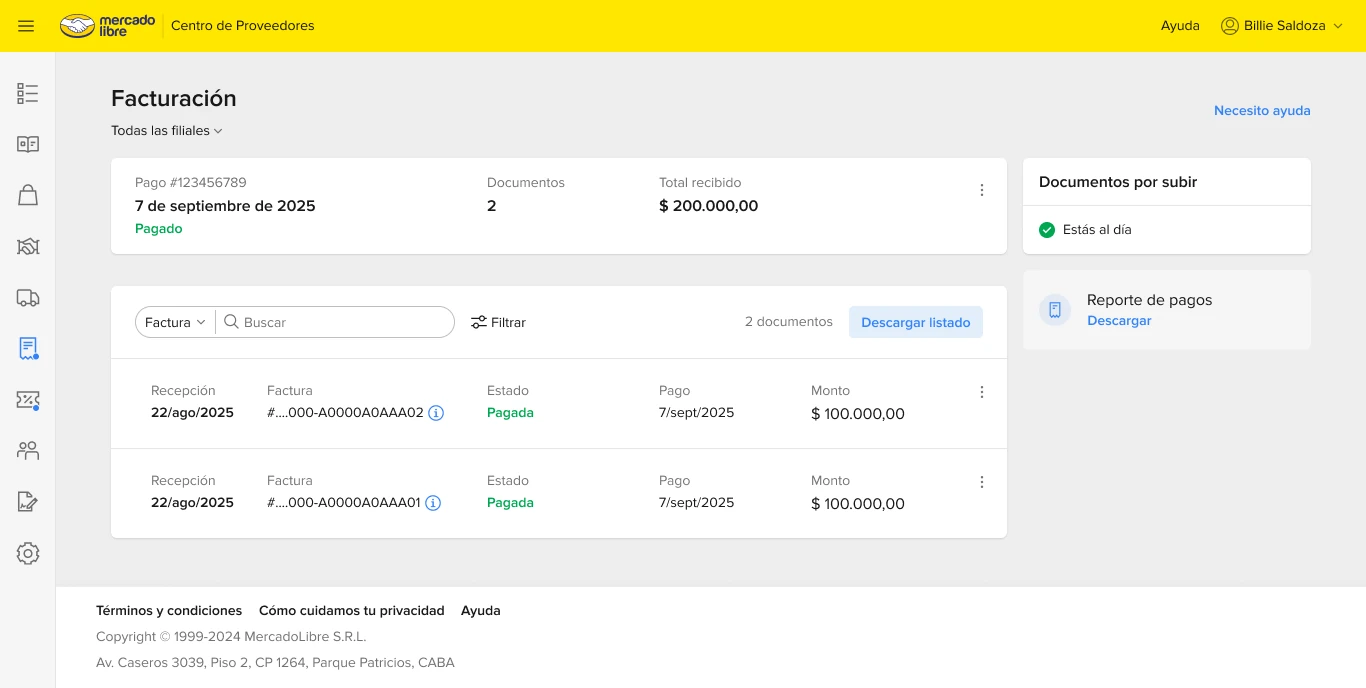 mercado
libre
Centro de Proveedores
Ayuda
Billie Saldoza
Facturación
Todas las filiales
Necesito ayuda
Pago #123456789
7 de septiembre de 2025
Pagado
Documentos
2
Total recibido
$ 200.000,00
Documentos por subir
Estás al día
Reporte de pagos
Descargar
Factura
Buscar
Filtrar
2 documentos
Descargar listado
Recepción Factura Estado Pago Monto
22/ago/2025 #....000-A0000A0AAA02 Pagada 7/sept/2025 $ 100.000,00
Recepción Factura Estado Pago Monto
22/ago/2025 #....000-A0000A0AAA01 Pagada 7/sept/2025 $ 100.000,00
Términos y condiciones Cómo cuidamos tu privacidad Ayuda
Copyright © 1999-2024 MercadoLibre S.R.L.
Av. Caseros 3039, Piso 2, CP 1264, Parque Patricios, CABA